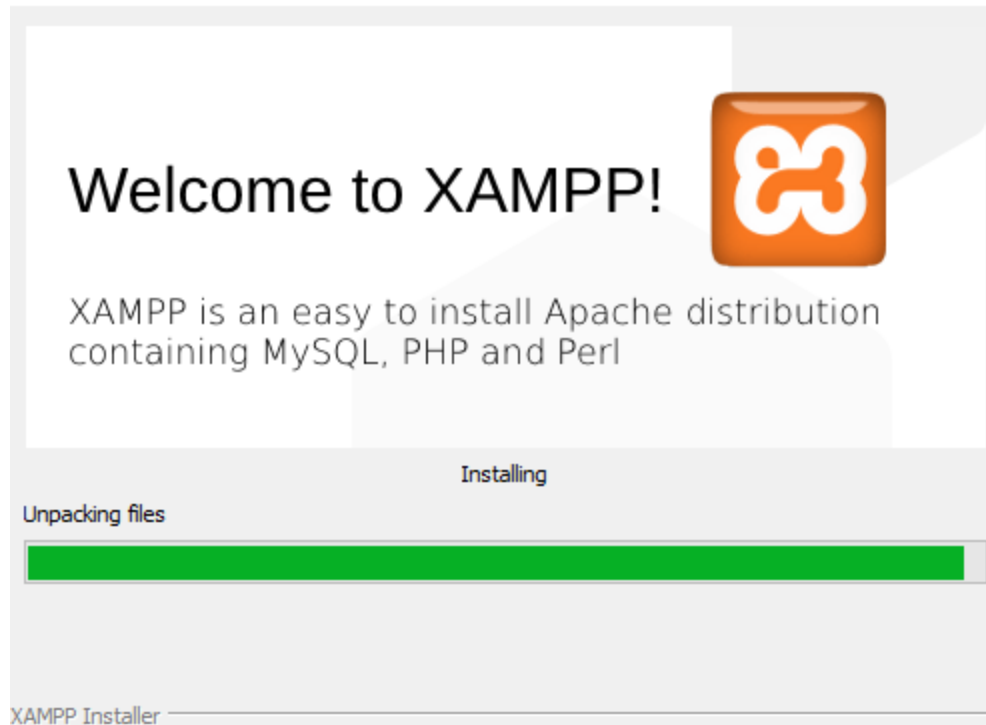 Welcome to XAMPP!
XAMPP is an easy to install Apache distribution
containing MySQL, PHP and Perl
Installing
Unpacking files
XAMPP Installer